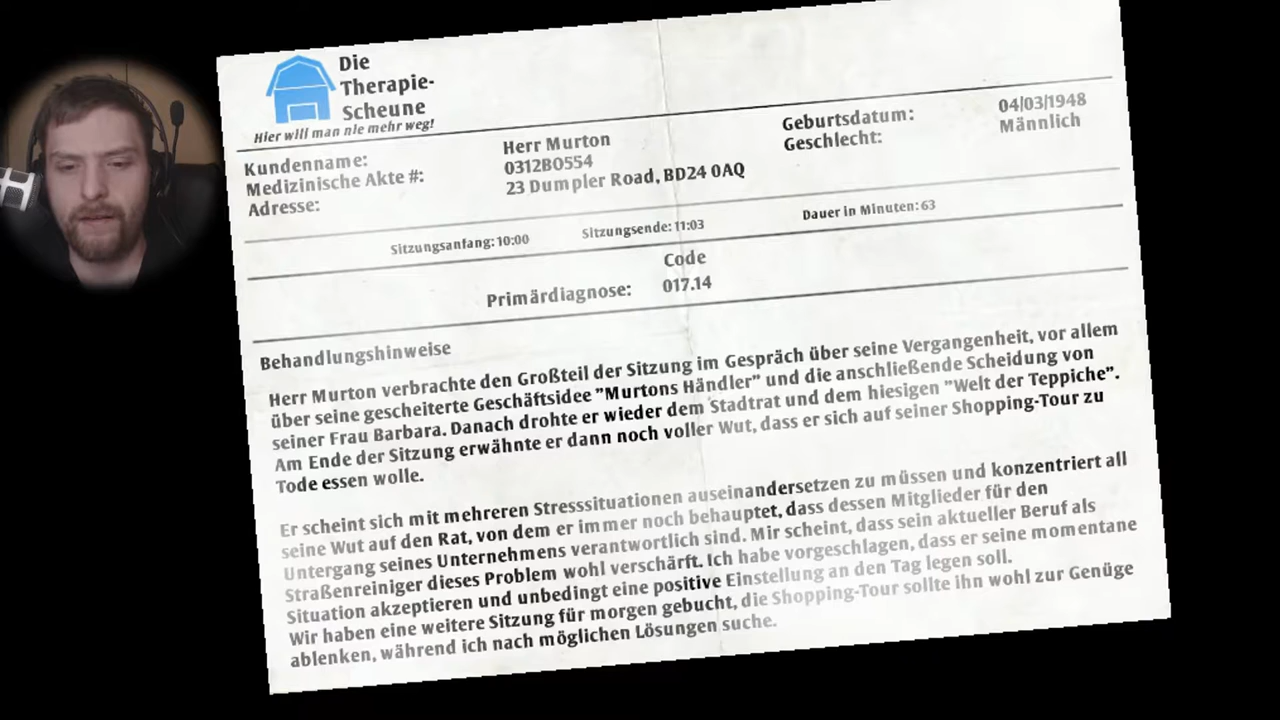 Die
Therapie-
Scheune
Hier will man nie mehr weg!
Kundenname: Herr Murton
Medizinische Akte #: 0312B0554
Adresse: 23 Dumpler Road, BD24 0AQ
Geburtsdatum: 04/03/1948
Geschlecht: Männlich
Sitzungsanfang: 10:00 Sitzungsende: 11:03 Dauer in Minuten: 63
Code
Primärdiagnose: 017.14
Behandlungshinweise
Herr Murton verbrachte den Großteil der Sitzung im Gespräch über seine Vergangenheit, vor allem
über seine gescheiterte Geschäftsidee "Murtons Händler" und die anschließende Scheidung von
seiner Frau Barbara. Danach drohte er wieder dem Stadtrat und dem hiesigen "Welt der Teppiche".
Am Ende der Sitzung erwähnte er dann noch voller Wut, dass er sich auf seiner Shopping-Tour zu
Tode essen wolle.
Er scheint sich mit mehreren Stresssituationen auseinandersetzen zu müssen und konzentriert all
seine Wut auf den Rat, von dem er immer noch behauptet, dass dessen Mitglieder für den
Untergang seines Unternehmens verantwortlich sind. Mir scheint, dass sein aktueller Beruf als
Straßenreiniger dieses Problem wohl verschärft. Ich habe vorgeschlagen, dass er seine momentane
Situation akzeptieren und unbedingt eine positive Einstellung an den Tag legen soll.
Wir haben eine weitere Sitzung für morgen gebucht, die Shopping-Tour sollte ihn wohl zur Genüge
ablenken, während ich nach möglichen Lösungen suche.